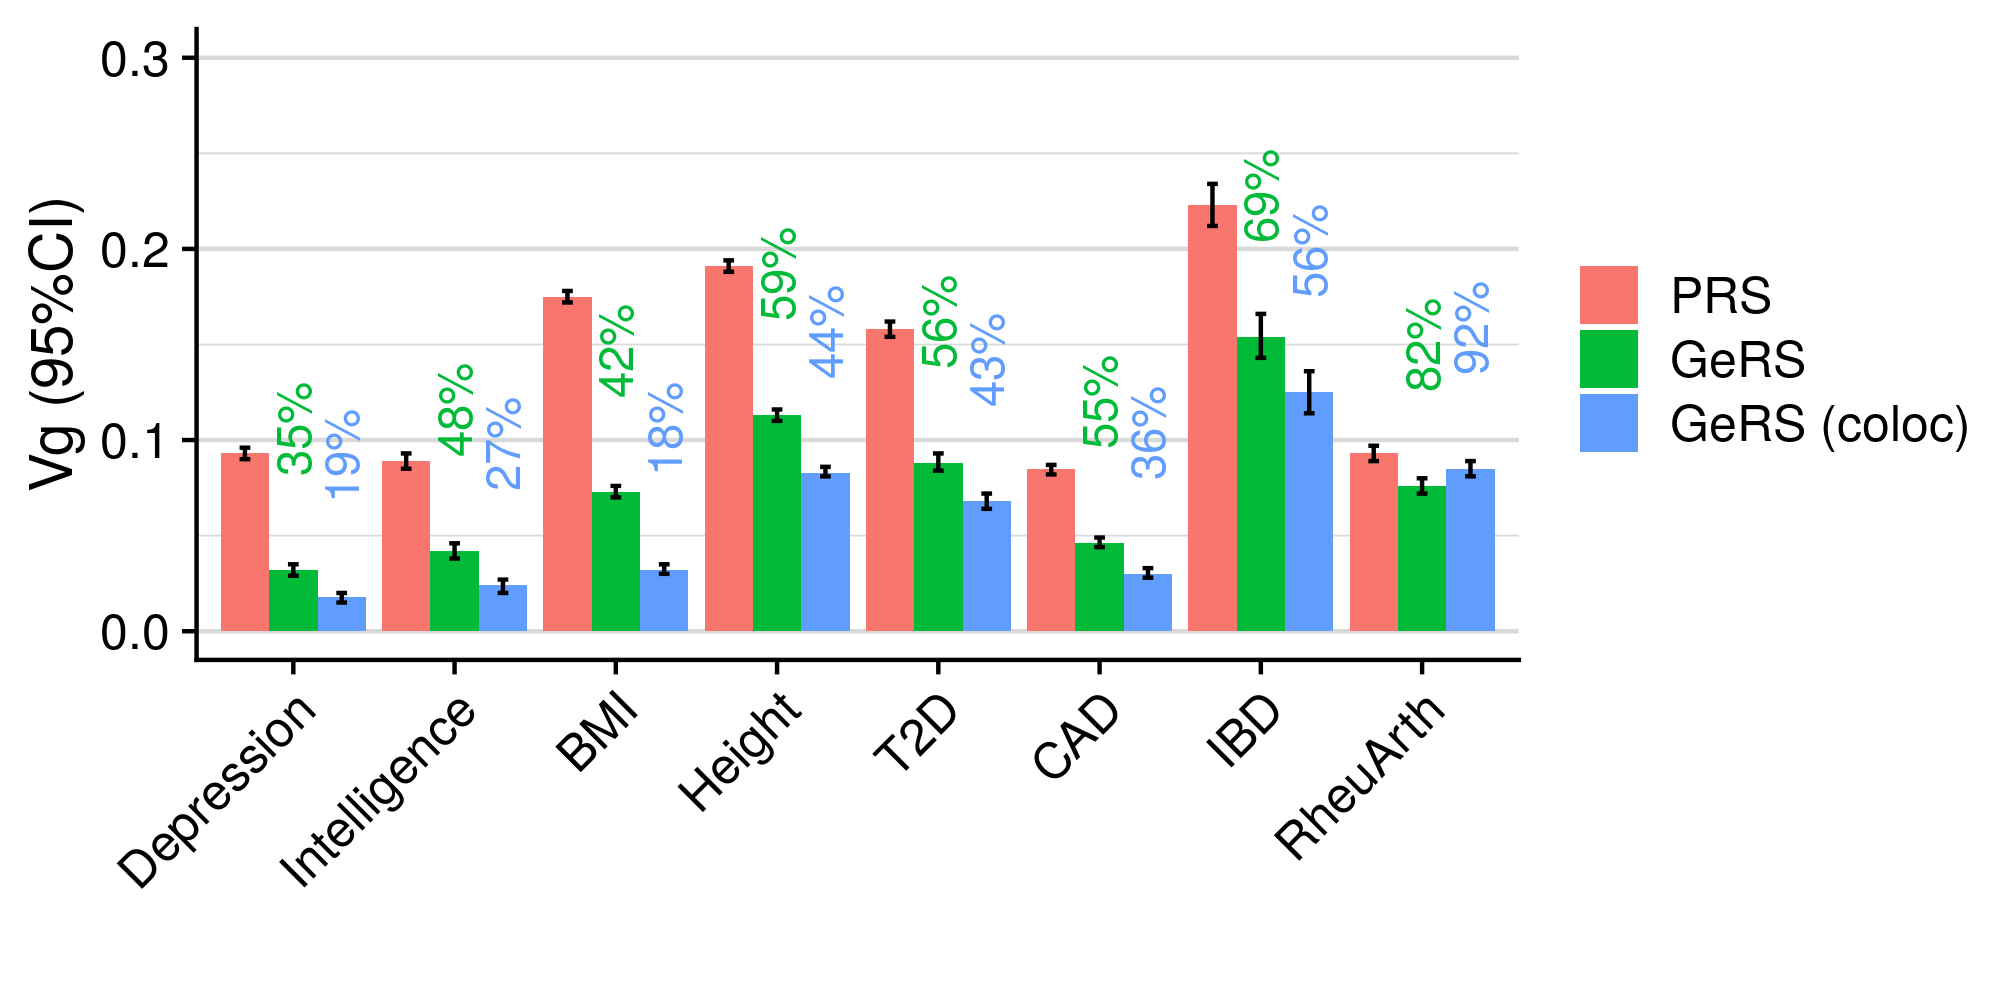 Vg (95%CI)
0.3
0.2
0.1
0.0
35%
19%
48%
27%
42%
18%
59%
44%
56%
43%
55%
36%
69%
56%
82%
92%
Depression
Intelligence
BMI
Height
T2D
CAD
IBD
RheuArth
PRS
GeRS
GeRS (coloc)